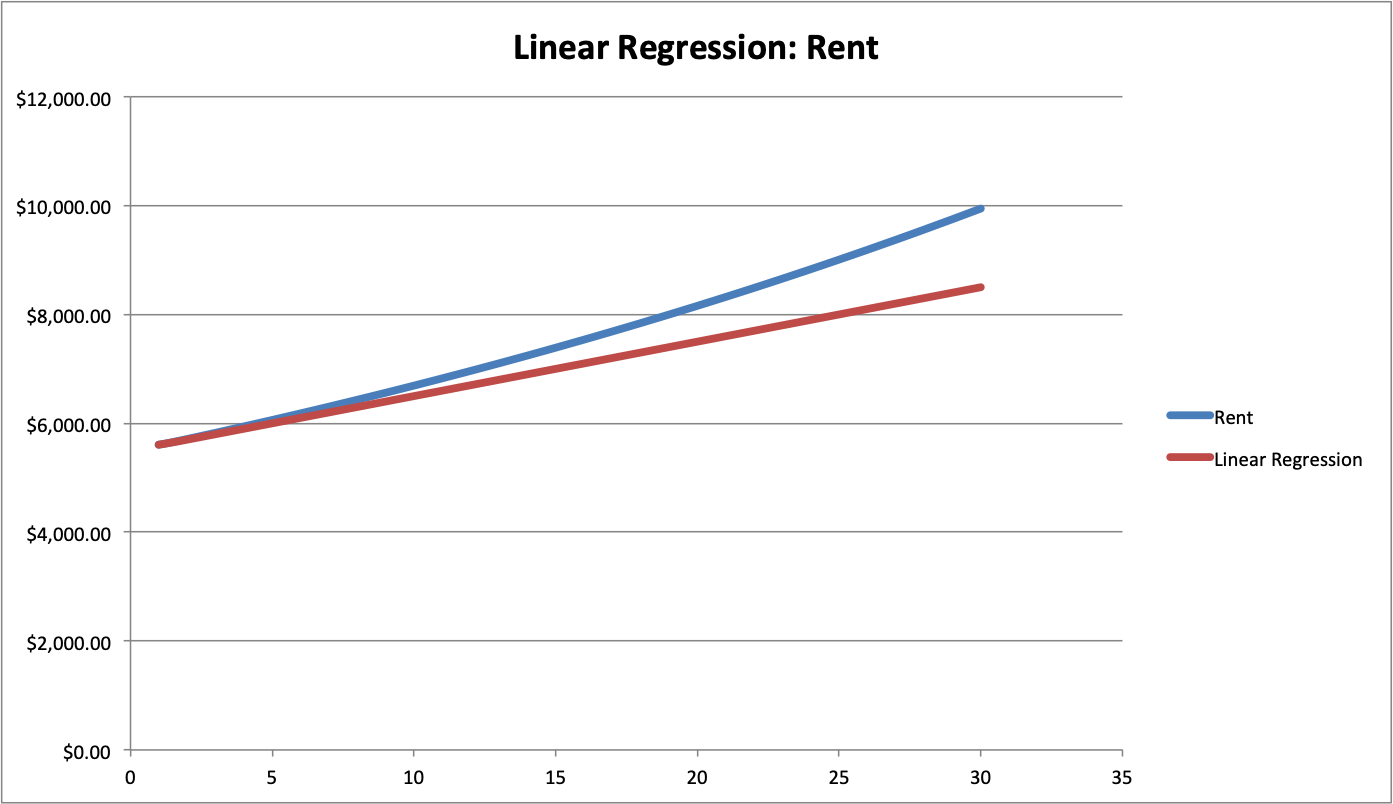 Linear Regression: Rent
$12,000.00
$10,000.00
$8,000.00
$6,000.00
$4,000.00
$2,000.00
$0.00
0 5 10 15 20 25 30 35
Rent
Linear Regression